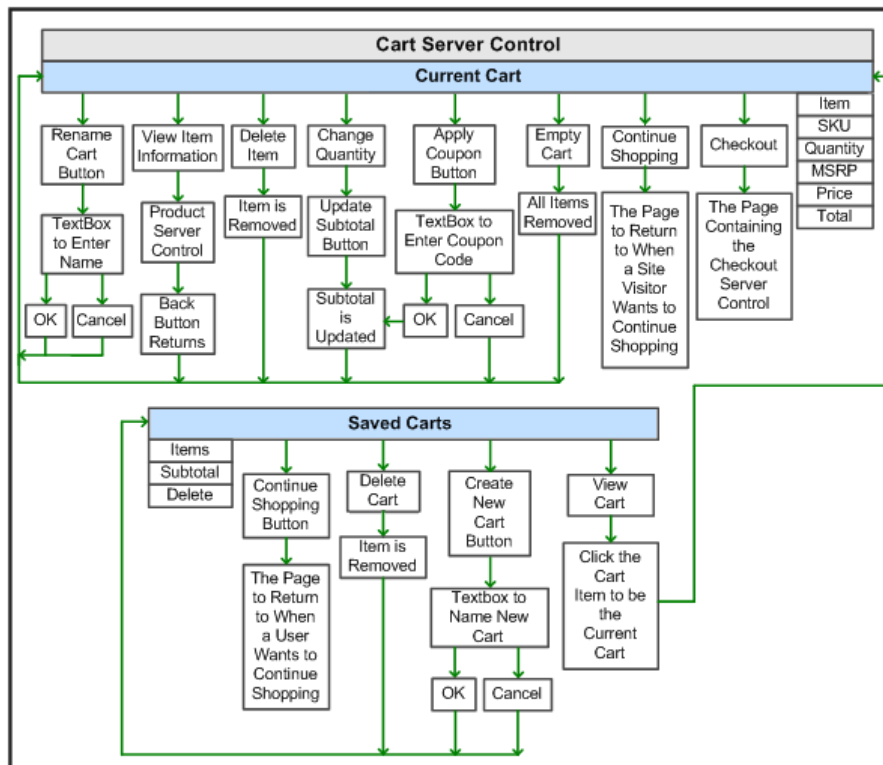 Cart Server Control
Current Cart
Rename
Cart
Button
View Item
Information
Delete
Item
Change
Quantity
Apply
Coupon
Button
Empty
Cart
Continue
Shopping
Checkout
Item
SKU
Quantity
MSRP
Price
Total
TextBox
to Enter
Name
Product
Server
Control
Item is
Removed
Update
Subtotal
Button
TextBox to
Enter Coupon
Code
All Items
Removed
The Page
to Return
to When
a Site
Visitor
Wants to
Continue
Shopping
The Page
Containing
the
Checkout
Server
Control
OK
Cancel
Back
Button
Returns
Subtotal
is
Updated
OK
Cancel
Saved Carts
Items
Subtotal
Delete
Continue
Shopping
Button
Delete
Cart
Create
New
Cart
Button
View
Cart
The Page
to Return
to When
a User
Wants to
Continue
Shopping
Item is
Removed
Textbox to
Name New
Cart
Click the
Cart
Item to be
the
Current
Cart
OK
Cancel